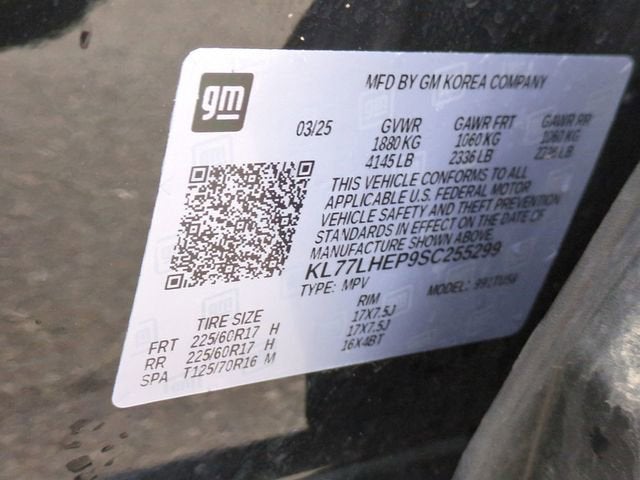 gm
MFD BY GM KOREA COMPANY
03/25 GVWR GAWR FRT GAWR RR
1880 KG 1060 KG 1060 KG
4145 LB 2336 LB LB
THIS VEHICLE CONFORMS TO ALL
APPLICABLE U.S. FEDERAL MOTOR
VEHICLE SAFETY AND THEFT PREVENTION
STANDARDS IN EFFECT ON THE DATE OF
MANUFACTURE SHOWN ABOVE.
KL77LHEP9SC255299
TYPE: MPV MODEL:
TIRE SIZE RIM
FRT 225/60R17 H 17X7.5J
RR 225/60R17 H 17X7.5J
SPA T125/70R16 M 16X4BT